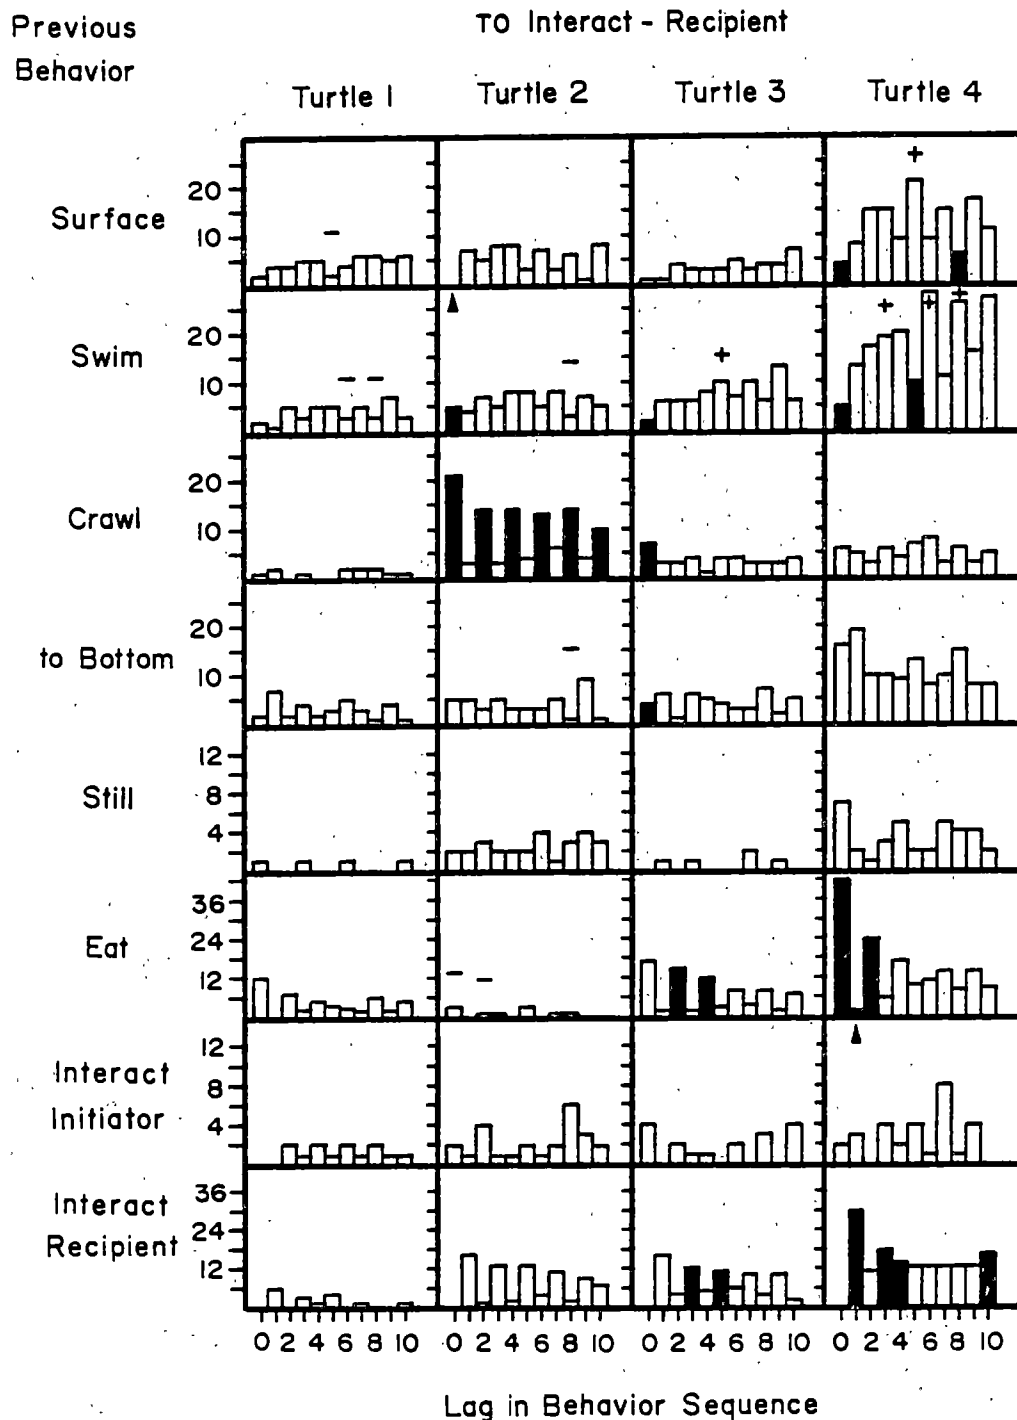 Previous
Behavior
TO Interact - Recipient
Turtle 1
Turtle 2
Turtle 3
Turtle 4
Surface
20
10
+
−
Swim
20
10
− −
−
+
+ + +
Crawl
20
10
to Bottom
20
10
−
Still
12
8
4
Eat
36
24
12
− −
Interact
Initiator
12
8
4
Interact
Recipient
36
24
12
0 2 4 6 8 10 0 2 4 6 8 10 0 2 4 6 8 10 0 2 4 6 8 10
Lag in Behavior Sequence